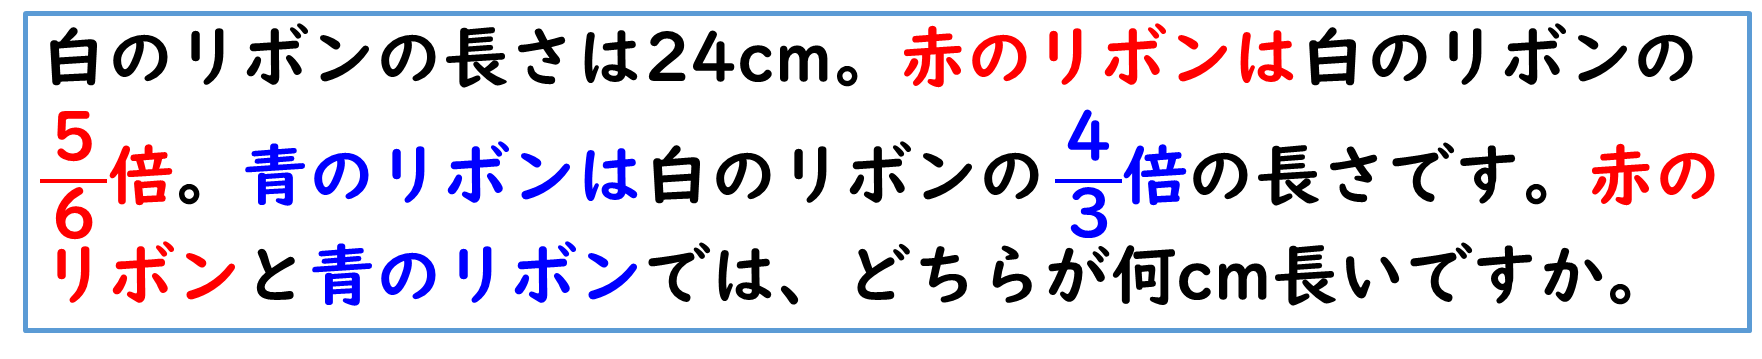 白のリボンの長さは24cm。赤のリボンは白のリボンの
5/6倍。青のリボンは白のリボンの4/3倍の長さです。赤の
リボンと青のリボンでは、どちらが何cm長いですか。